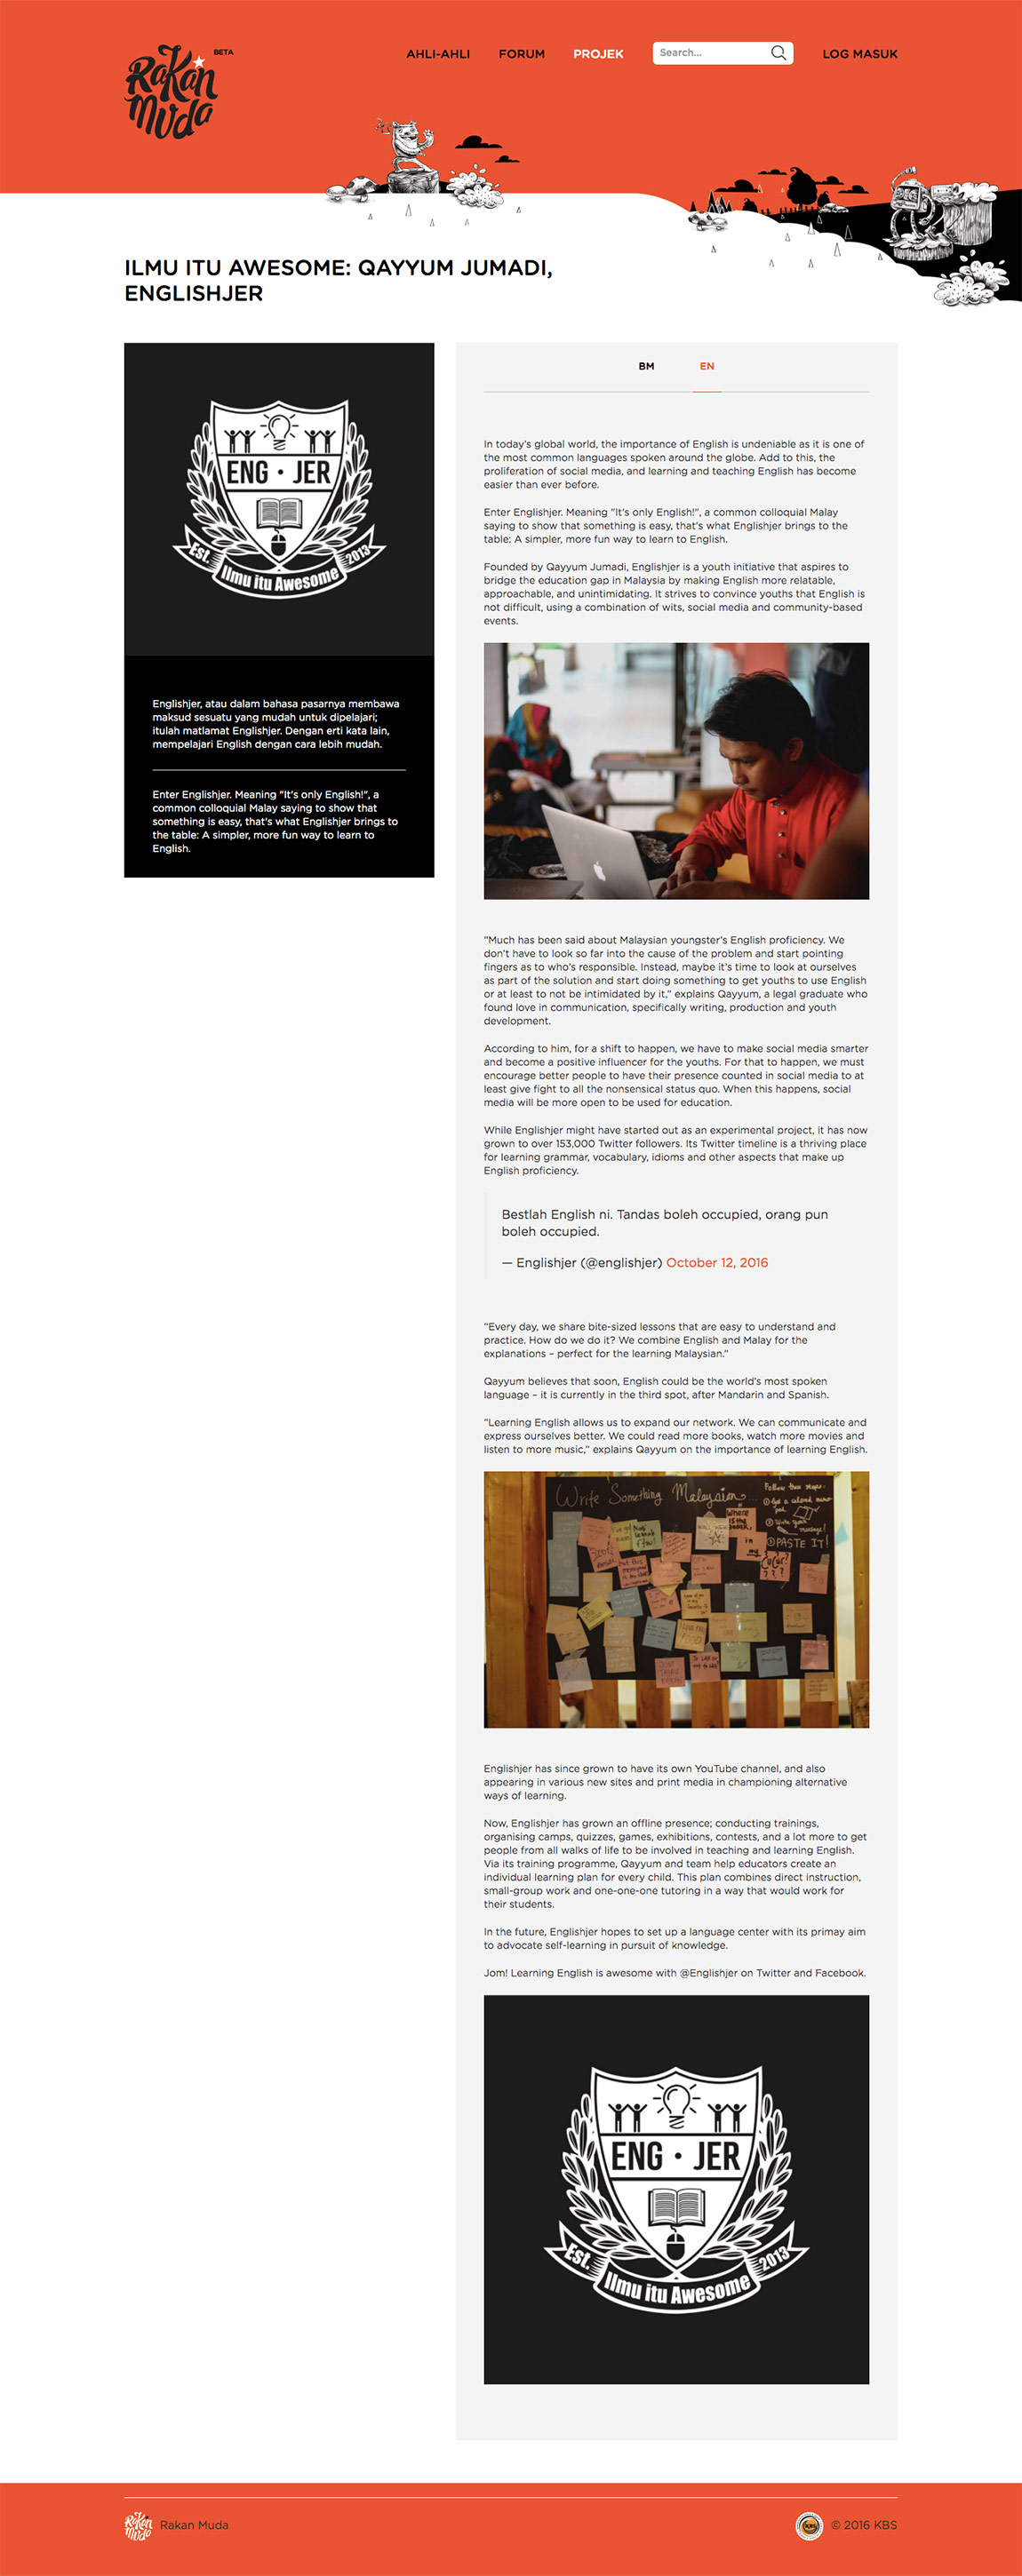 Rakan
Muda
BETA
AHLI-AHLI
FORUM
PROJEK
Search...
LOG MASUK
ILMU ITU AWESOME: QAYYUM JUMADI,
ENGLISHJER
ENG · JER
Est.
Ilmu itu Awesome
2013
Englishjer, atau dalam bahasa pasarnya membawa
maksud sesuatu yang mudah untuk dipelajari;
itulah matlamat Englishjer. Dengan erti kata lain,
mempelajari English dengan cara lebih mudah.
Enter Englishjer. Meaning "It's only English!", a
common colloquial Malay saying to show that
something is easy, that's what Englishjer brings to
the table: A simpler, more fun way to learn to
English.
BM
EN
In today's global world, the importance of English is undeniable as it is one of
the most common languages spoken around the globe. Add to this, the
proliferation of social media, and learning and teaching English has become
easier than ever before.
Enter Englishjer. Meaning "It's only English!", a common colloquial Malay
saying to show that something is easy, that's what Englishjer brings to the
table: A simpler, more fun way to learn to English.
Founded by Qayyum Jumadi, Englishjer is a youth initiative that aspires to
bridge the education gap in Malaysia by making English more relatable,
approachable, and unintimidating. It strives to convince youths that English is
not difficult, using a combination of wits, social media and community-based
events.
"Much has been said about Malaysian youngster's English proficiency. We
don't have to look so far into the cause of the problem and start pointing
fingers as to who's responsible. Instead, maybe it's time to look at ourselves
as part of the solution and start doing something to get youths to use English
or at least to not be intimidated by it," explains Qayyum, a legal graduate who
found love in communication, specifically writing, production and youth
development.
According to him, for a shift to happen, we have to make social media smarter
and become a positive influencer for the youths. For that to happen, we must
encourage better people to have their presence counted in social media to at
least give fight to all the nonsensical status quo. When this happens, social
media will be more open to be used for education.
While Englishjer might have started out as an experimental project, it has now
grown to over 153,000 Twitter followers. Its Twitter timeline is a thriving place
for learning grammar, vocabulary, idioms and other aspects that make up
English proficiency.
Bestlah English ni. Tandas boleh occupied, orang pun
boleh occupied.
— Englishjer (@englishjer) October 12, 2016
"Every day, we share bite-sized lessons that are easy to understand and
practice. How do we do it? We combine English and Malay for the
explanations – perfect for the learning Malaysian."
Qayyum believes that soon, English could be the world's most spoken
language – it is currently in the third spot, after Mandarin and Spanish.
"Learning English allows us to expand our network. We can communicate and
express ourselves better. We could read more books, watch more movies and
listen to more music," explains Qayyum on the importance of learning English.
Write Something Malaysian...
Follow these steps:
PASTE IT!
Englishjer has since grown to have its own YouTube channel, and also
appearing in various new sites and print media in championing alternative
ways of learning.
Now, Englishjer has grown an offline presence; conducting trainings,
organising camps, quizzes, games, exhibitions, contests, and a lot more to get
people from all walks of life to be involved in teaching and learning English.
Via its training programme, Qayyum and team help educators create an
individual learning plan for every child. This plan combines direct instruction,
small-group work and one-one-one tutoring in a way that would work for
their students.
In the future, Englishjer hopes to set up a language center with its primay aim
to advocate self-learning in pursuit of knowledge.
Jom! Learning English is awesome with @Englishjer on Twitter and Facebook.
ENG · JER
Est.
Ilmu itu Awesome
2013
Rakan
Muda
Rakan Muda
KBS
© 2016 KBS